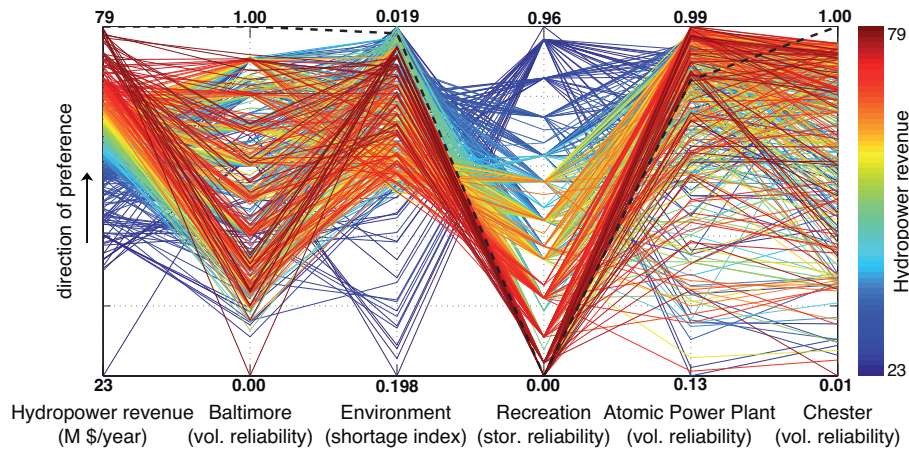 79 1.00 0.019 0.96 0.99 1.00
79
direction of preference
Hydropower revenue
23
23 0.00 0.198 0.00 0.13 0.01
Hydropower revenue Baltimore Environment Recreation Atomic Power Plant Chester
(M $/year) (vol. reliability) (shortage index) (stor. reliability) (vol. reliability) (vol. reliability)